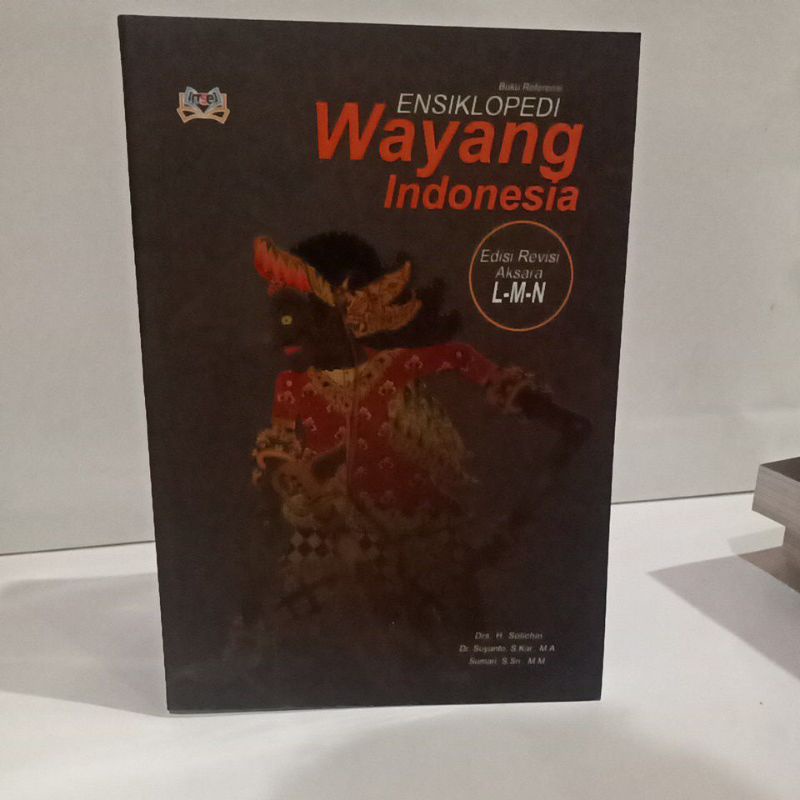 Buku Referensi
ENSIKLOPEDI
Wayang
Indonesia
Edisi Revisi
Aksara
L-M-N
Drs. H. Solichin
Dr. Suyanto, S.Kar., M.A
Sumari, S.Sn., M.M